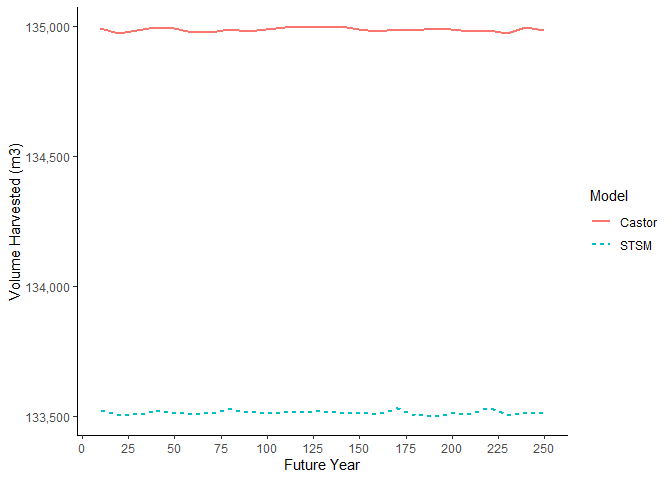 135,000
134,500
134,000
133,500
Volume Harvested (m3)
0 25 50 75 100 125 150 175 200 225 250
Future Year
Model
Castor
STSM